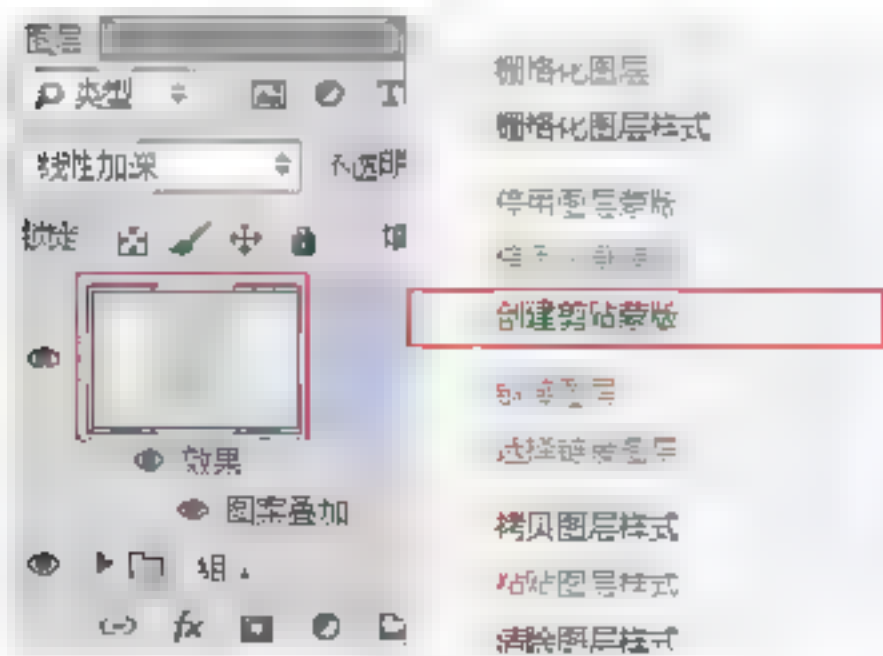 图层
类型
线性加深
不透明
锁定
效果
图案叠加
组
fx
栅格化图层
栅格化图层样式
停用图层蒙版
创建剪贴蒙版
选择链接图层
拷贝图层样式
粘贴图层样式
清除图层样式